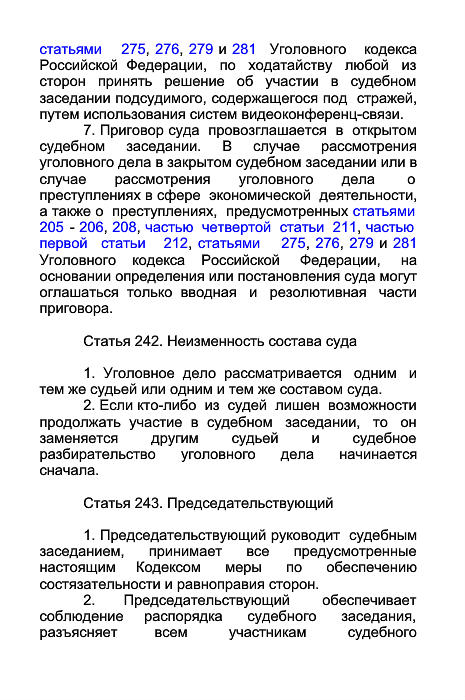 статьями 275, 276, 279 и 281 Уголовного кодекса
Российской Федерации, по ходатайству любой из
сторон принять решение об участии в судебном
заседании подсудимого, содержащегося под стражей,
путем использования систем видеоконференц-связи.
7. Приговор суда провозглашается в открытом
судебном заседании. В случае рассмотрения
уголовного дела в закрытом судебном заседании или в
случае рассмотрения уголовного дела о
преступлениях в сфере экономической деятельности,
а также о преступлениях, предусмотренных статьями
205 - 206, 208, частью четвертой статьи 211, частью
первой статьи 212, статьями 275, 276, 279 и 281
Уголовного кодекса Российской Федерации, на
основании определения или постановления суда могут
оглашаться только вводная и резолютивная части
приговора.
Статья 242. Неизменность состава суда
1. Уголовное дело рассматривается одним и
тем же судьей или одним и тем же составом суда.
2. Если кто-либо из судей лишен возможности
продолжать участие в судебном заседании, то он
заменяется другим судьей и судебное
разбирательство уголовного дела начинается
сначала.
Статья 243. Председательствующий
1. Председательствующий руководит судебным
заседанием, принимает все предусмотренные
настоящим Кодексом меры по обеспечению
состязательности и равноправия сторон.
2. Председательствующий обеспечивает
соблюдение распорядка судебного заседания,
разъясняет всем участникам судебного